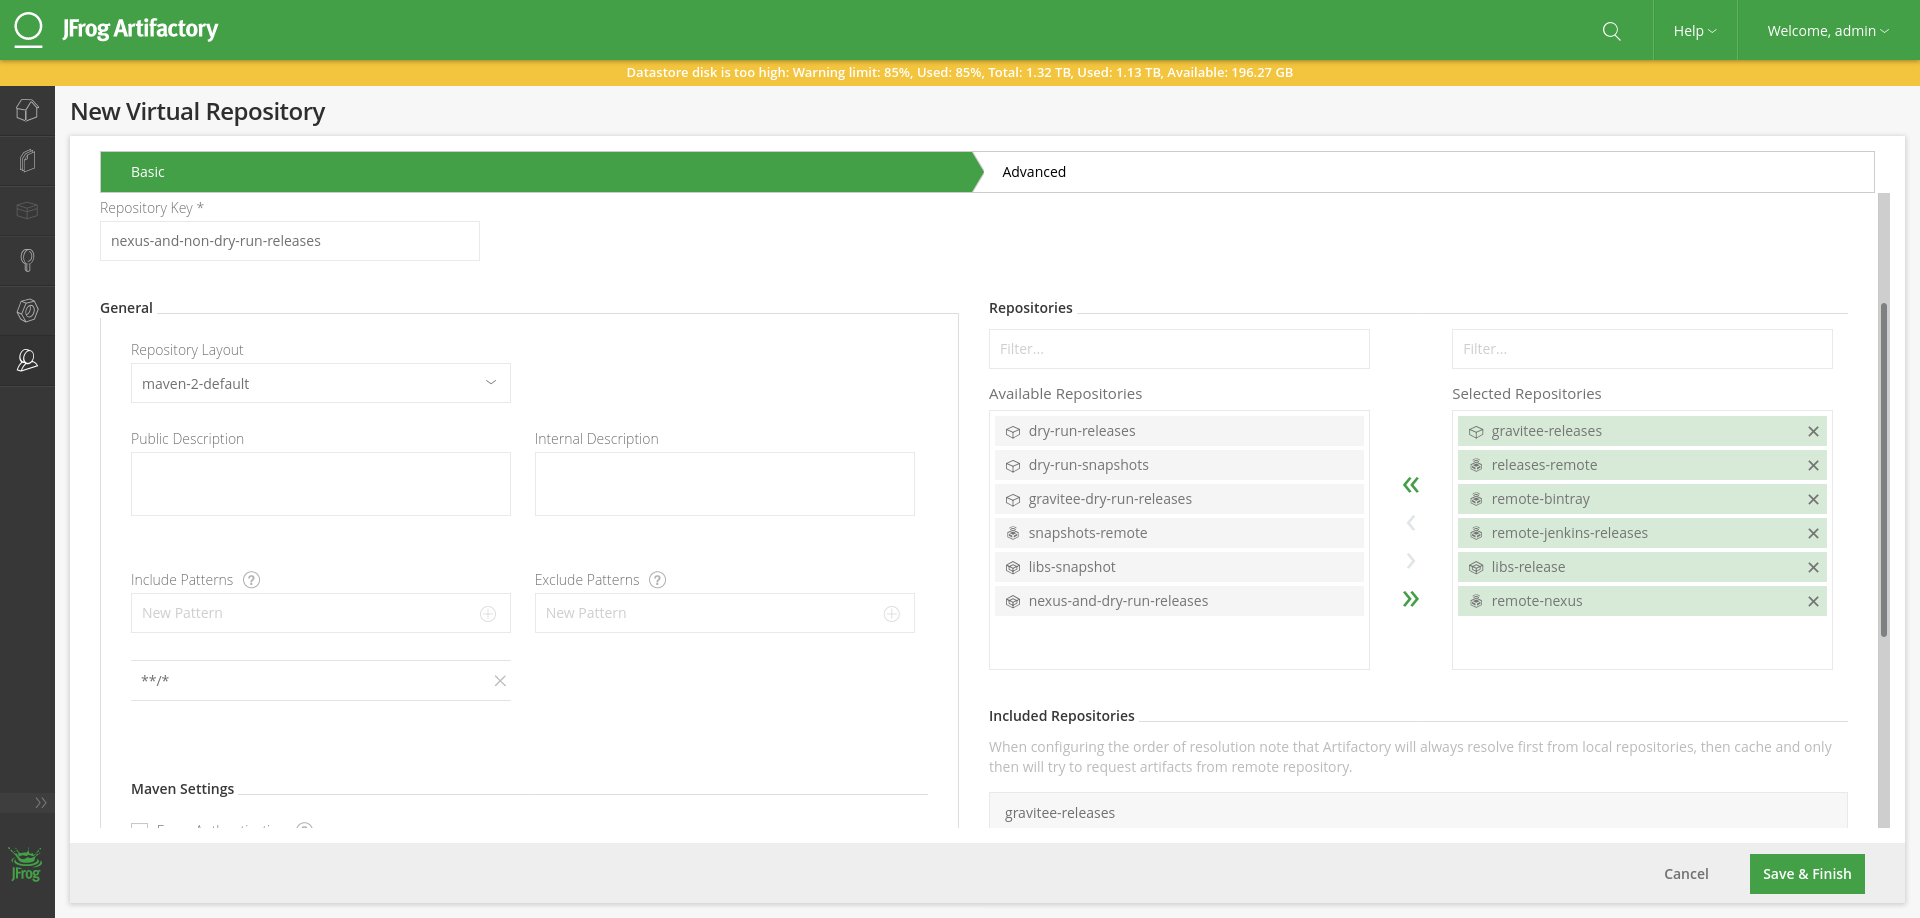 JFrog Artifactory
Help
Welcome, admin
Datastore disk is too high: Warning limit: 85%, Used: 85%, Total: 1.32 TB, Used: 1.13 TB, Available: 196.27 GB
New Virtual Repository
Basic
Advanced
Repository Key *
nexus-and-non-dry-run-releases
General
Repository Layout
maven-2-default
Public Description
Internal Description
Include Patterns ?
Exclude Patterns ?
New Pattern
New Pattern
**/*
Maven Settings
Repositories
Filter...
Filter...
Available Repositories
dry-run-releases
dry-run-snapshots
gravitee-dry-run-releases
snapshots-remote
libs-snapshot
nexus-and-dry-run-releases
Selected Repositories
gravitee-releases
releases-remote
remote-bintray
remote-jenkins-releases
libs-release
remote-nexus
Included Repositories
When configuring the order of resolution note that Artifactory will always resolve first from local repositories, then cache and only
then will try to request artifacts from remote repository.
gravitee-releases
JFrog
Cancel
Save & Finish